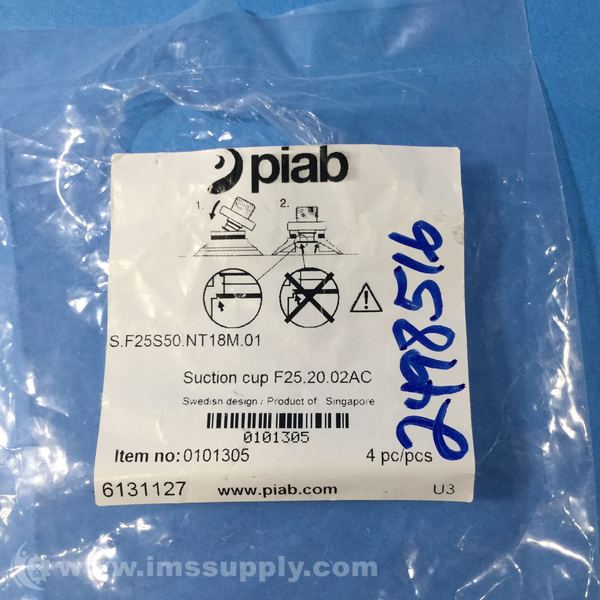 piab
1.
2.
S.F25S50.NT18M.01
Suction cup F25.20.02AC
Swedish design / Product of Singapore
0101305
Item no: 0101305
4 pc/pcs
6131127
www.piab.com
U3
2498516
www.imssupply.com